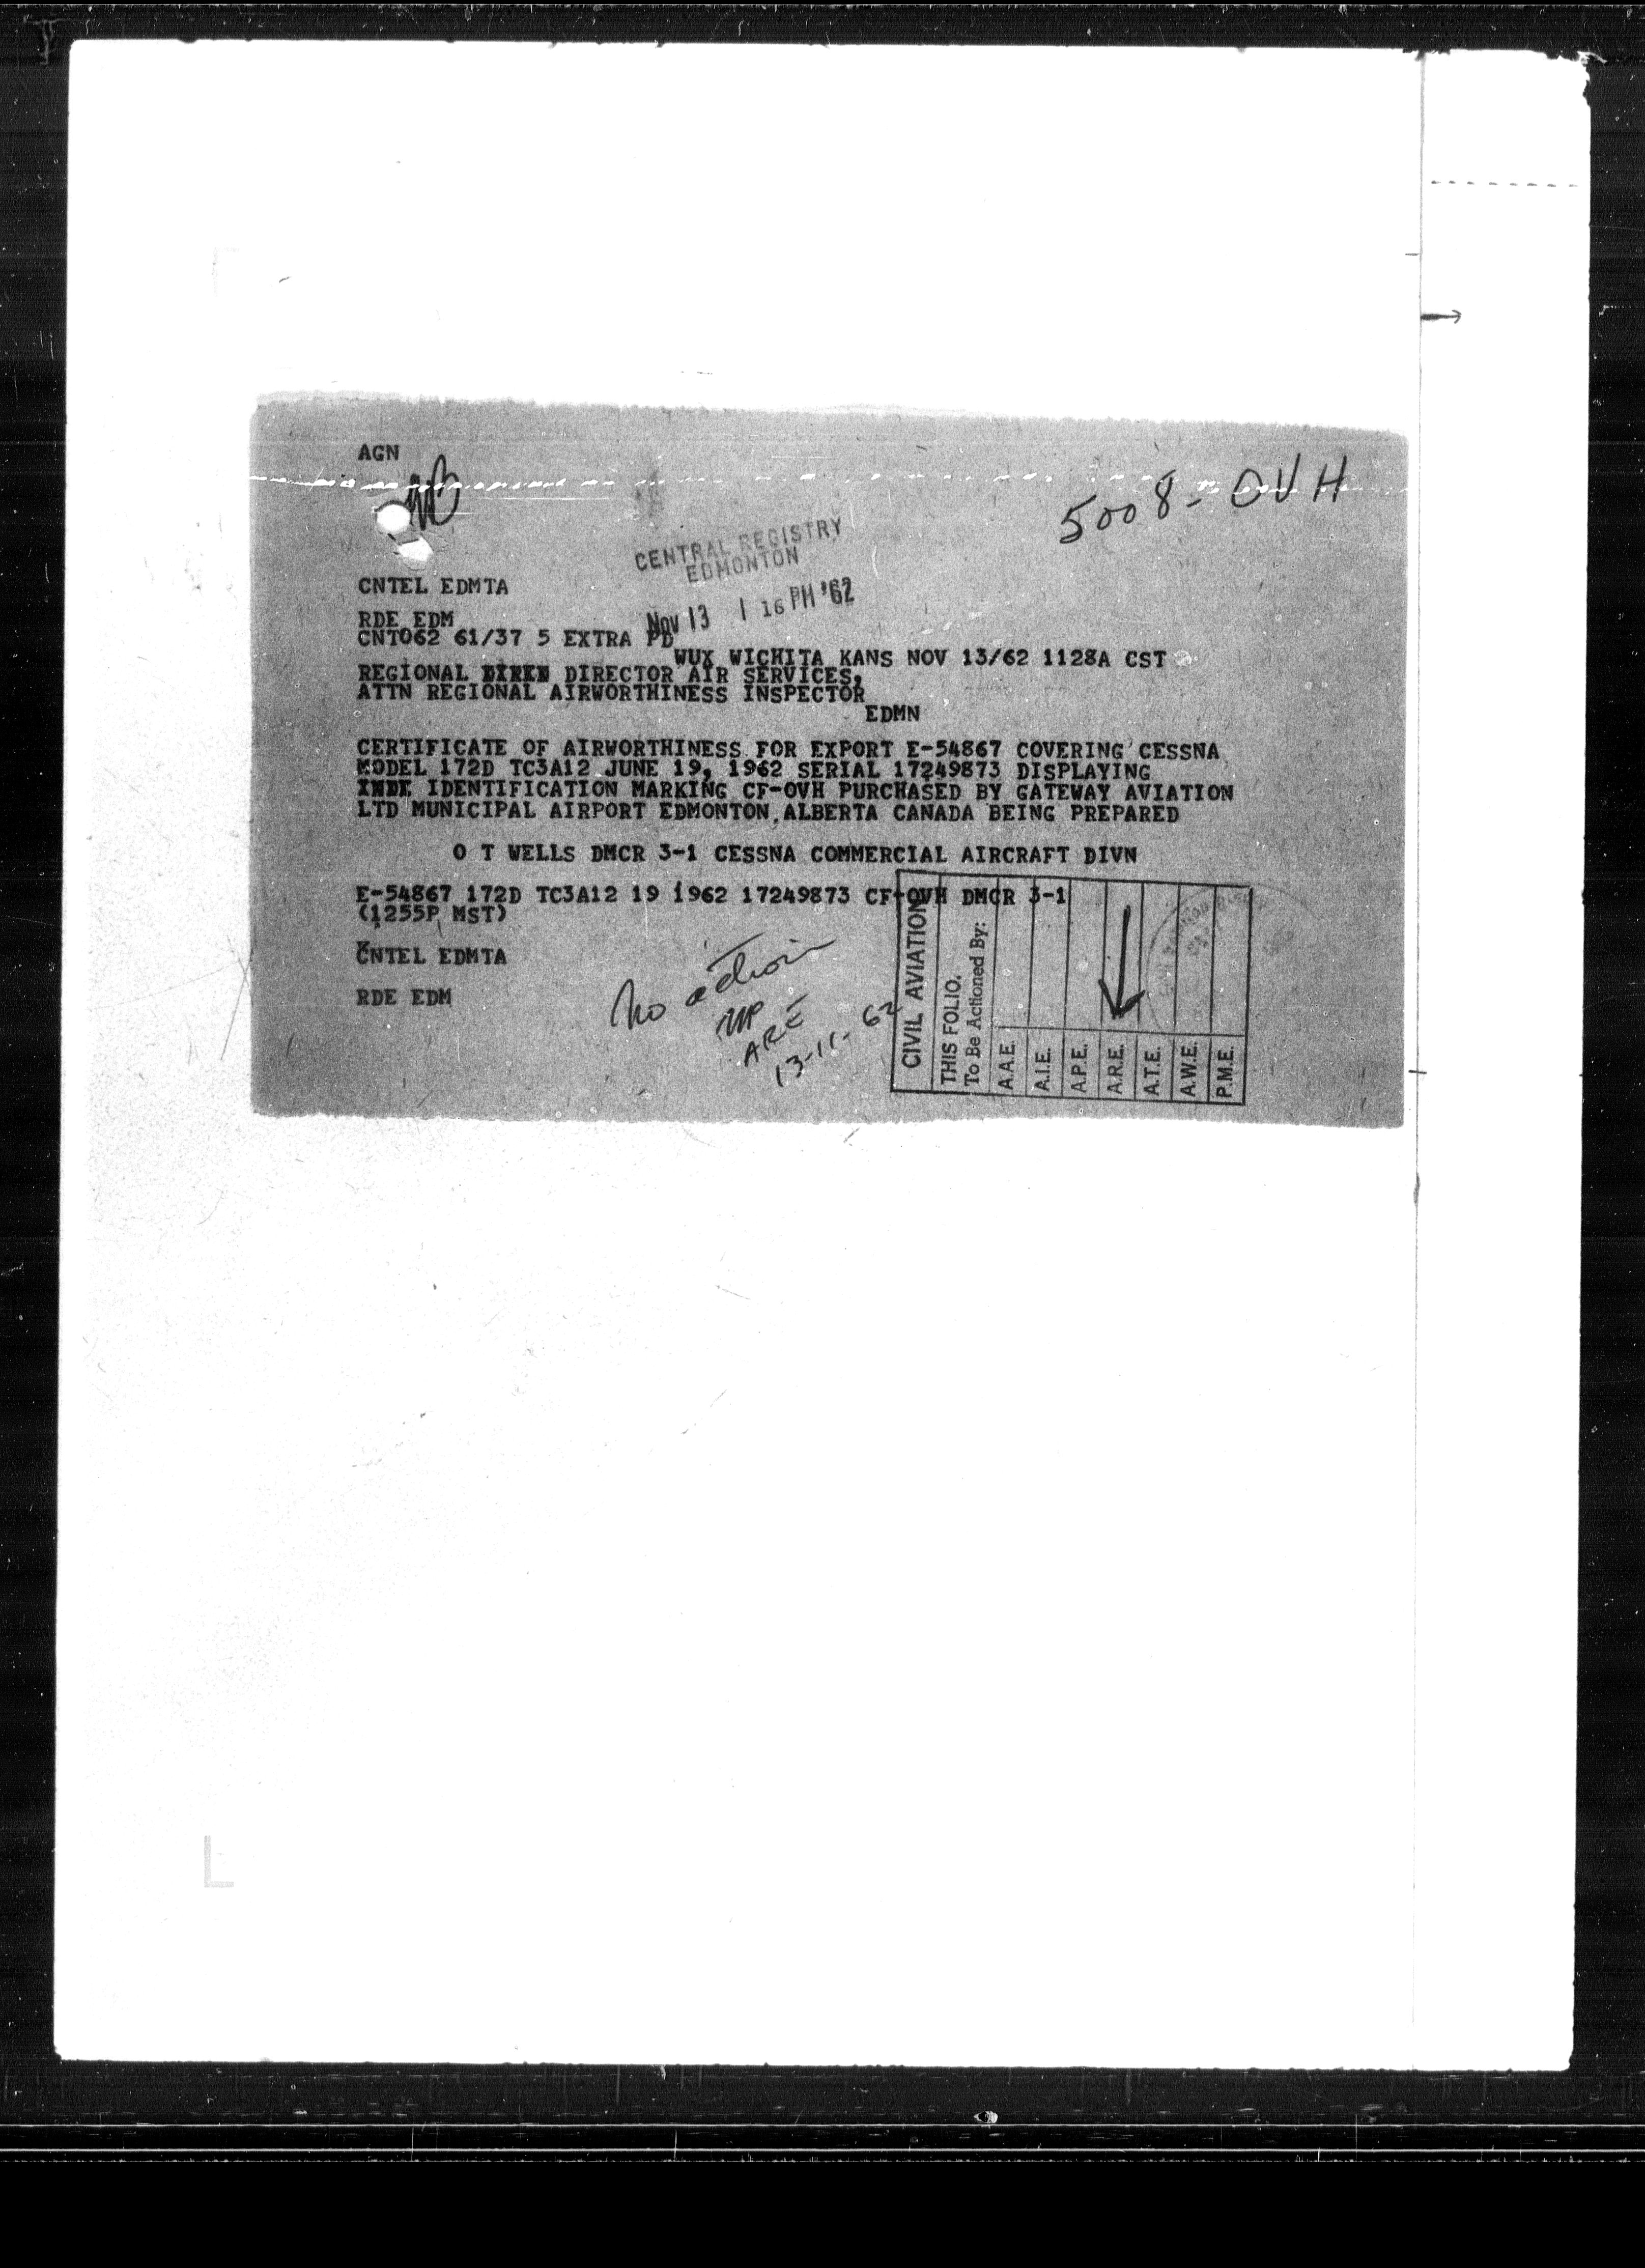 AGN
5008-OVH
CENTRAL REGISTRY
EDMONTON
NOV 13 1 16 PM '62
CNTEL EDMTA
RDE EDM
CNT062 61/37 5 EXTRA PD
WUX WICHITA KANS NOV 13/62 1128A CST
REGIONAL DIRECTOR AIR SERVICES,
ATTN REGIONAL AIRWORTHINESS INSPECTOR
EDMN
CERTIFICATE OF AIRWORTHINESS FOR EXPORT E-54867 COVERING CESSNA
MODEL 172D TC3A12 JUNE 19, 1962 SERIAL 17249873 DISPLAYING
IDENTIFICATION MARKING CF-OVH PURCHASED BY GATEWAY AVIATION
LTD MUNICIPAL AIRPORT EDMONTON ALBERTA CANADA BEING PREPARED
O T WELLS DMCR 3-1 CESSNA COMMERCIAL AIRCRAFT DIVN
E-54867 172D TC3A12 19 1962 17249873 CF-OVH DMCR 3-1
(1255P MST)
CNTEL EDMTA
RDE EDM
No action
ARE
13-11-62
CIVIL AVIATION
THIS FOLIO.
To Be Actioned By:
A.A.E.
A.I.E.
A.P.E.
A.R.E.
A.T.E.
A.W.E.
P.M.E.